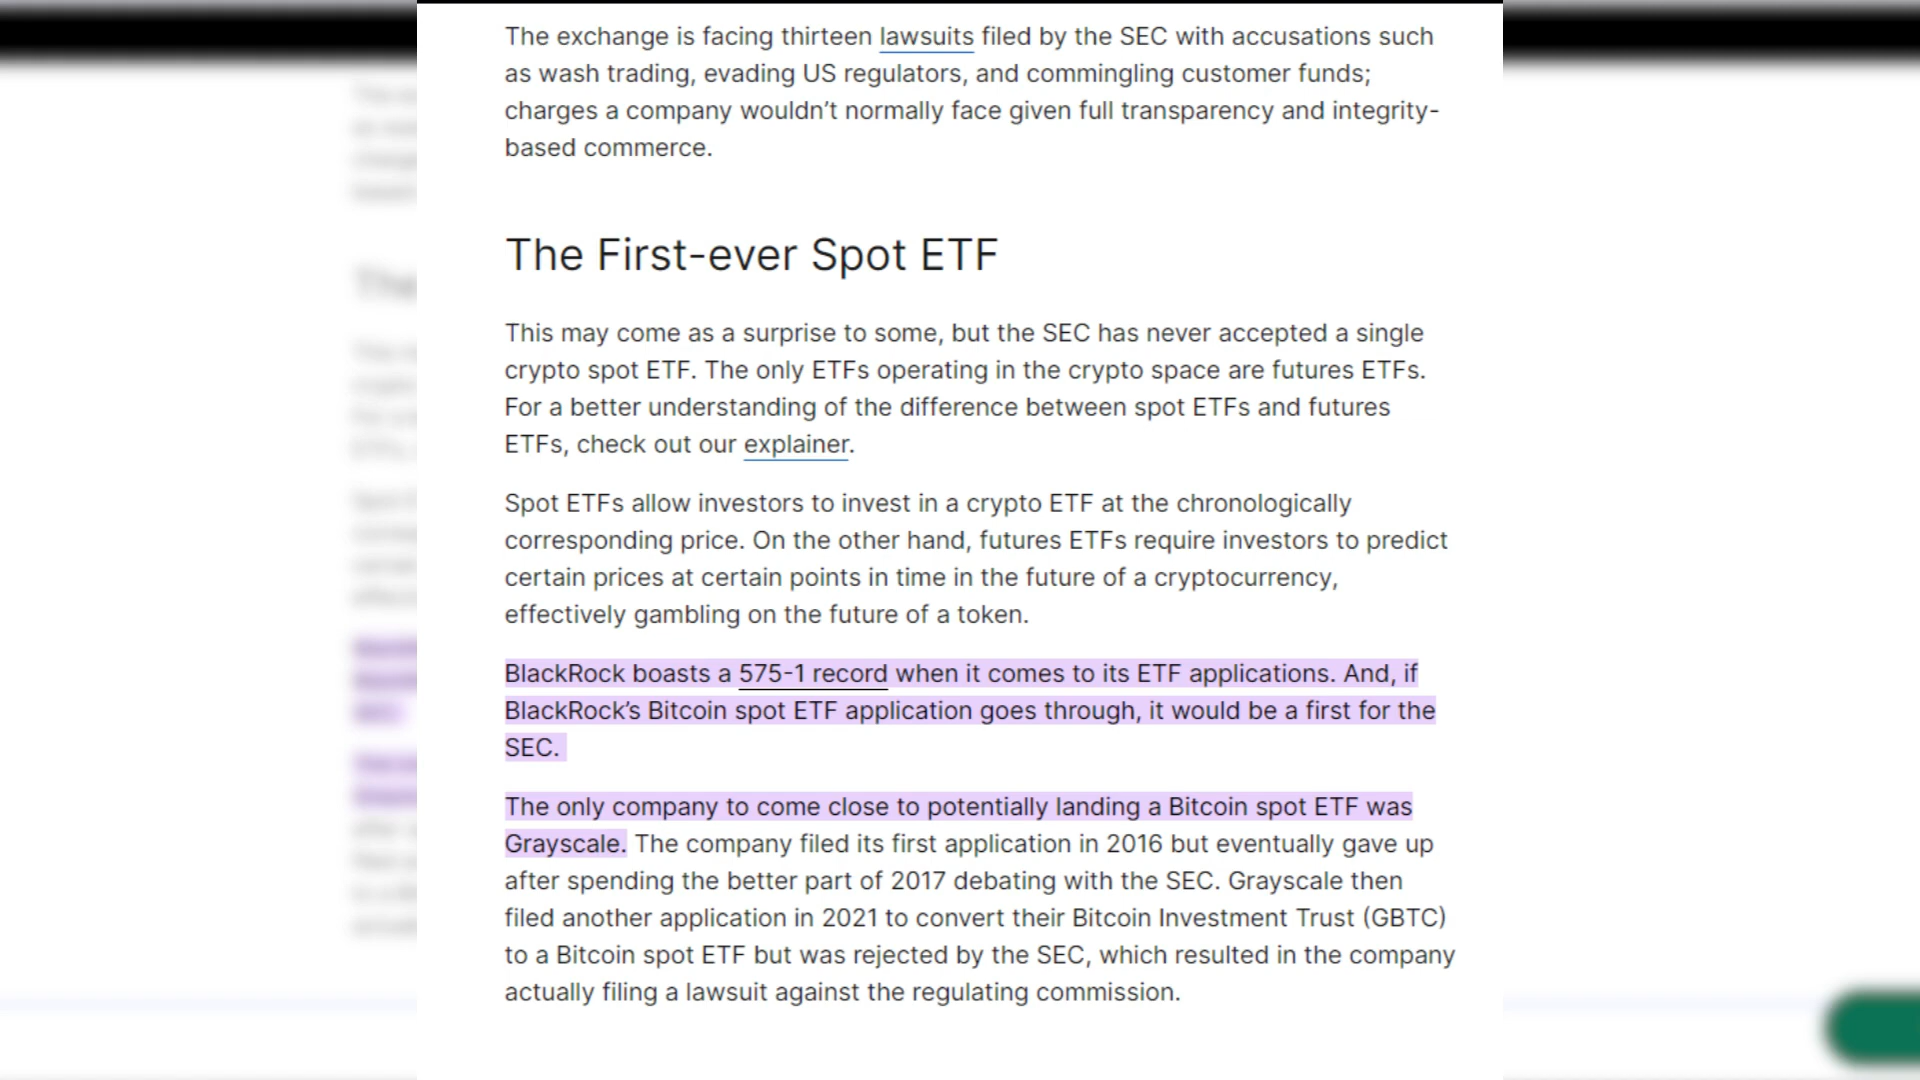 The exchange is facing thirteen lawsuits filed by the SEC with accusations such
as wash trading, evading US regulators, and commingling customer funds;
charges a company wouldn’t normally face given full transparency and integrity-
based commerce.
The First-ever Spot ETF
This may come as a surprise to some, but the SEC has never accepted a single
crypto spot ETF. The only ETFs operating in the crypto space are futures ETFs.
For a better understanding of the difference between spot ETFs and futures
ETFs, check out our explainer.
Spot ETFs allow investors to invest in a crypto ETF at the chronologically
corresponding price. On the other hand, futures ETFs require investors to predict
certain prices at certain points in time in the future of a cryptocurrency,
effectively gambling on the future of a token.
BlackRock boasts a 575-1 record when it comes to its ETF applications. And, if
BlackRock’s Bitcoin spot ETF application goes through, it would be a first for the
SEC.
The only company to come close to potentially landing a Bitcoin spot ETF was
Grayscale. The company filed its first application in 2016 but eventually gave up
after spending the better part of 2017 debating with the SEC. Grayscale then
filed another application in 2021 to convert their Bitcoin Investment Trust (GBTC)
to a Bitcoin spot ETF but was rejected by the SEC, which resulted in the company
actually filing a lawsuit against the regulating commission.